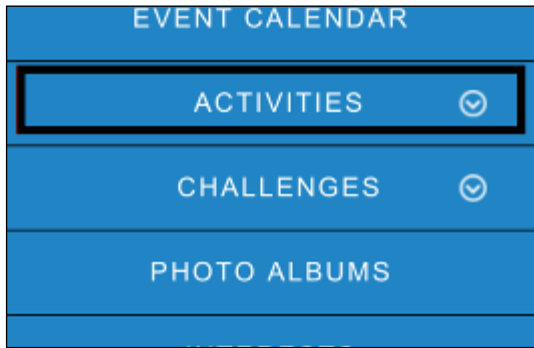 EVENT CALENDAR
ACTIVITIES
CHALLENGES
PHOTO ALBUMS